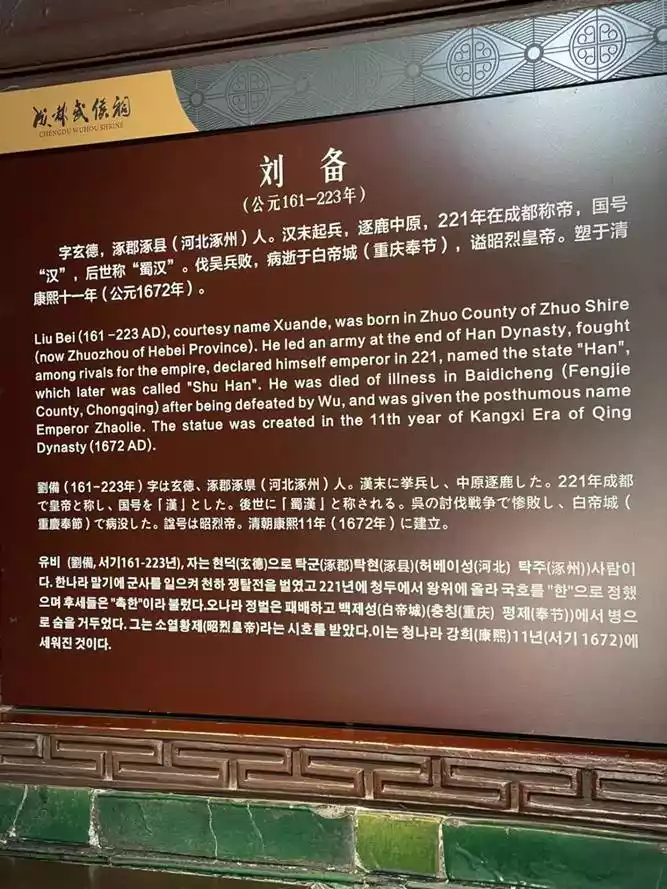 成都武侯祠
CHENGDU WUHOU SHRINE
刘 备
(公元161-223年)
字玄德，涿郡涿县（河北涿州）人。汉末起兵，逐鹿中原，221年在成都称帝，国号
“汉”，后世称“蜀汉”。伐吴兵败，病逝于白帝城（重庆奉节），谥昭烈皇帝。塑于清
康熙十一年（公元1672年）。
Liu Bei (161-223 AD), courtesy name Xuande, was born in Zhuo County of Zhuo Shire
(now Zhuozhou of Hebei Province). He led an army at the end of Han Dynasty, fought
among rivals for the empire, declared himself emperor in 221, named the state "Han",
which later was called "Shu Han". He was died of illness in Baidicheng (Fengjie
County, Chongqing) after being defeated by Wu, and was given the posthumous name
Emperor Zhaolie. The statue was created in the 11th year of Kangxi Era of Qing
Dynasty (1672 AD).
劉備（161-223年）字は玄徳、涿郡涿県（河北涿州）人。漢末に挙兵し、中原逐鹿した。221年成都
で皇帝と称し、国号を「漢」とした。後世に「蜀漢」と称される。呉の討伐戦争で惨敗し、白帝城（
重慶奉節）で病没した。諡号は昭烈帝。清朝康熙11年（1672年）に建立。
유비 (劉備, 서기161-223년), 자는 현덕(玄德)으로 탁군(涿郡)탁현(涿县)(허베이성(河北) 탁주(涿州))사람이
다. 한나라 말기에 군사를 일으켜 천하 쟁탈전을 벌였고 221년에 청두에서 왕위에 올라 국호를 "한"으로 정했
으며 후세들은 "촉한"이라 불렀다.오나라 정벌은 패배하고 백제성(白帝城)(충칭(重庆) 평제(奉节))에서 병으
로 숨을 거두었다. 그는 소열황제(昭烈皇帝)라는 시호를 받았다.이는 청나라 강희(康熙)11년(서기 1672)에
세워진 것이다.